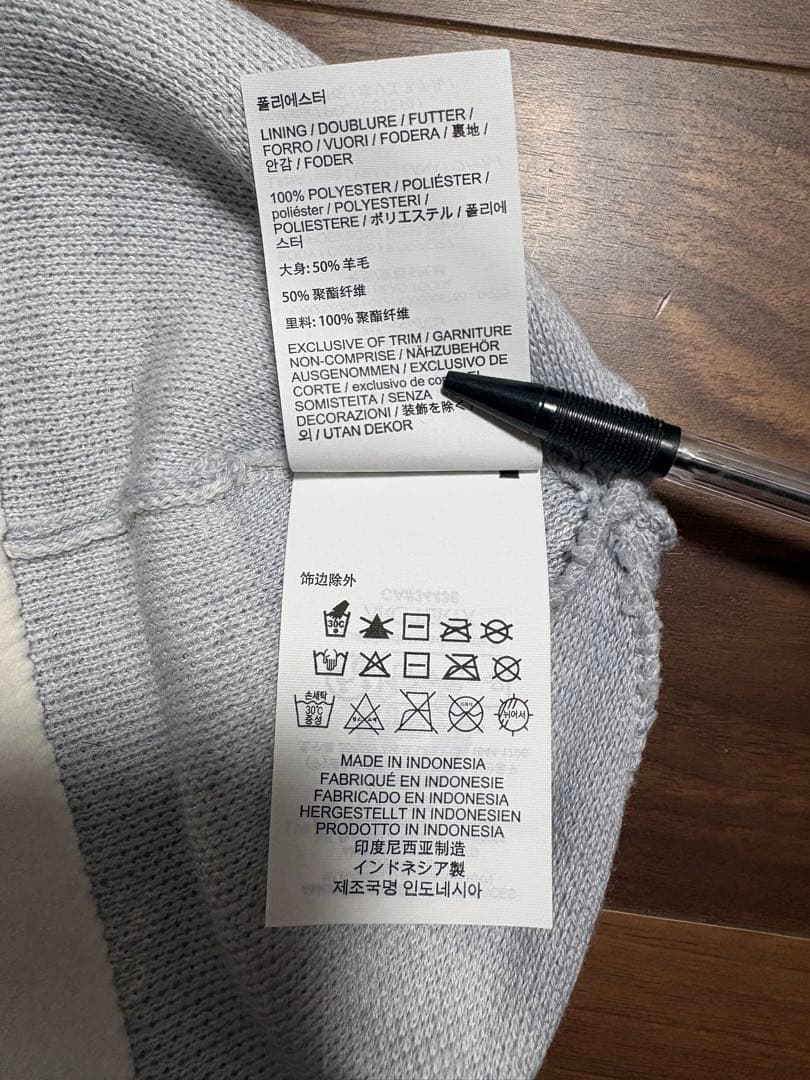 폴리에스터
LINING / DOUBLURE / FUTTER /
FORRO / VUORI / FODERA / 裏地 /
안감 / FODER
100% POLYESTER / POLIÉSTER /
poliéster / POLYESTERI /
POLIESTERE / ポリエステル / 폴리에
스터
大身: 50% 羊毛
50% 聚酯纤维
里料: 100% 聚酯纤维
EXCLUSIVE OF TRIM / GARNITURE
NON-COMPRISE / NÄHZUBEHÖR
AUSGENOMMEN / EXCLUSIVO DE
CORTE / exclusivo de
SOMISTEITA / SENZA
DECORAZIONI / 装飾を除く
외 / UTAN DEKOR
饰边除外
30C
손세탁
30℃
중성
뉘어서
MADE IN INDONESIA
FABRIQUÉ EN INDONESIE
FABRICADO EN INDONESIA
HERGESTELLT IN INDONESIEN
PRODOTTO IN INDONESIA
印度尼西亚制造
インドネシア製
제조국명 인도네시아